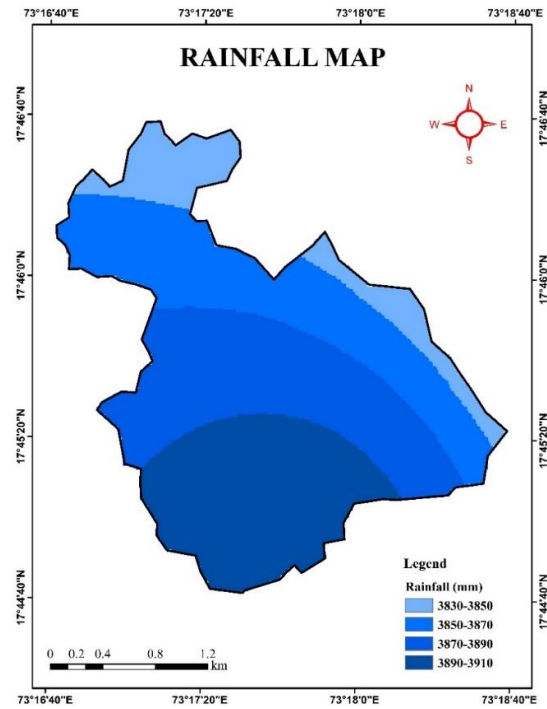 73°16'40"E 73°17'20"E 73°18'0"E 73°18'40"E
RAINFALL MAP
N
W E
S
17°46'40"N 17°46'40"N
17°46'0"N 17°46'0"N
17°45'20"N 17°45'20"N
17°44'40"N 17°44'40"N
Legend
Rainfall (mm)
3830-3850
3850-3870
3870-3890
3890-3910
0 0.2 0.4 0.8 1.2
km
73°16'40"E 73°17'20"E 73°18'0"E 73°18'40"E